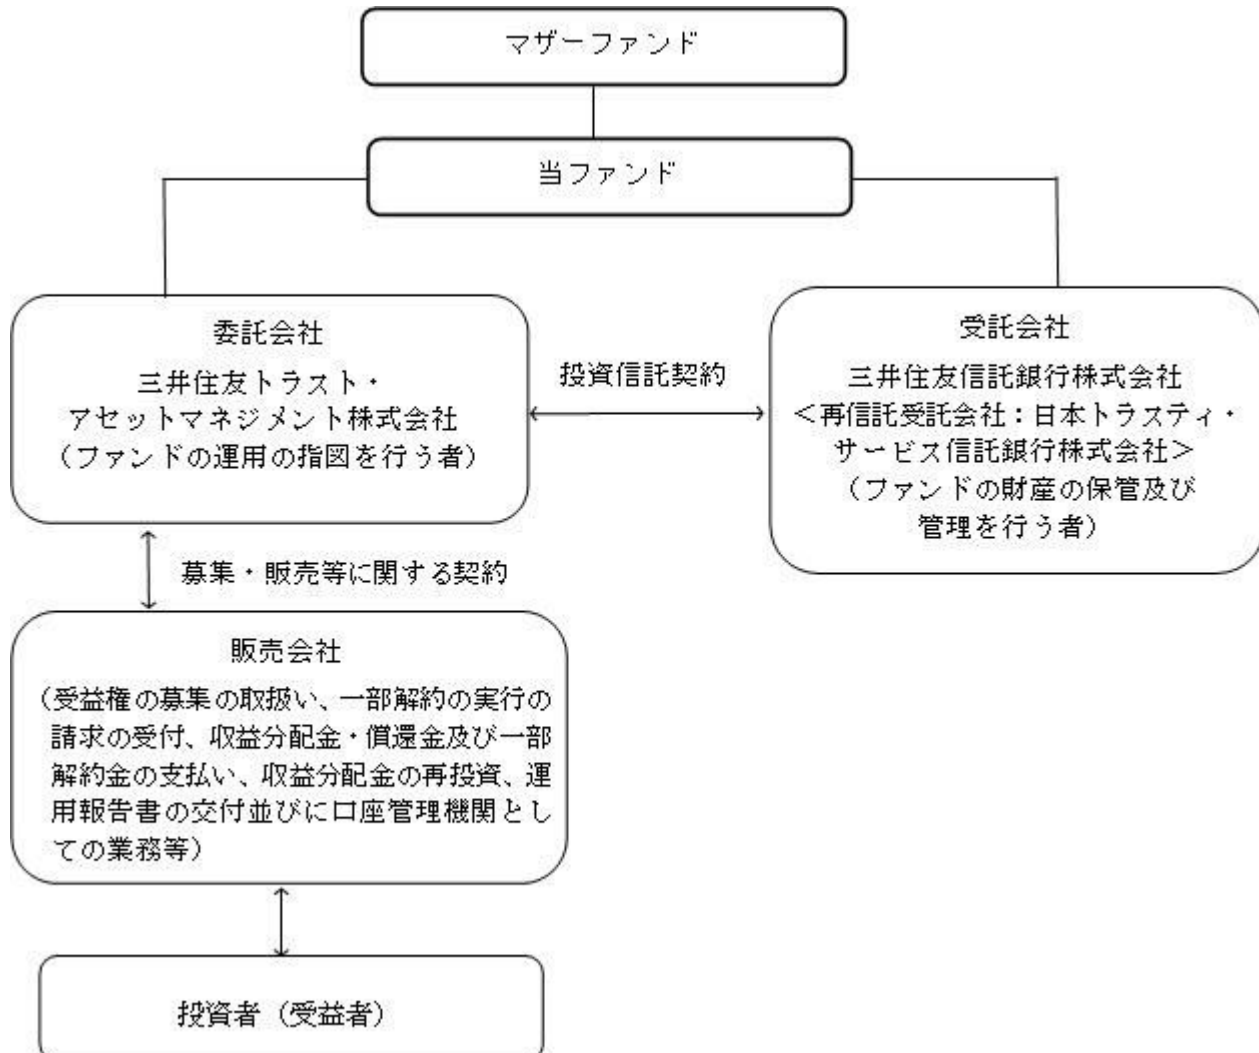 マザーファンド
当ファンド
委託会社
三井住友トラスト・
アセットマネジメント株式会社
（ファンドの運用の指図を行う者）
投資信託契約
受託会社
三井住友信託銀行株式会社
＜再信託受託会社：日本トラスティ・
サービス信託銀行株式会社＞
（ファンドの財産の保管及び
管理を行う者）
募集・販売等に関する契約
販売会社
（受益権の募集の取扱い、一部解約の実行の
請求の受付、収益分配金・償還金及び一部
解約金の支払い、収益分配金の再投資、運
用報告書の交付並びに口座管理機関とし
ての業務等）
投資者（受益者）